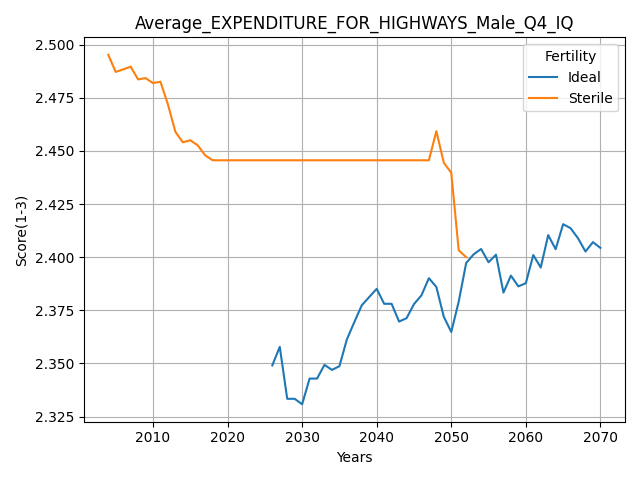 Average_EXPENDITURE_FOR_HIGHWAYS_Male_Q4_IQ
Fertility
Ideal
Sterile
Score(1-3)
2.500
2.475
2.450
2.425
2.400
2.375
2.350
2.325
2010 2020 2030 2040 2050 2060 2070
Years